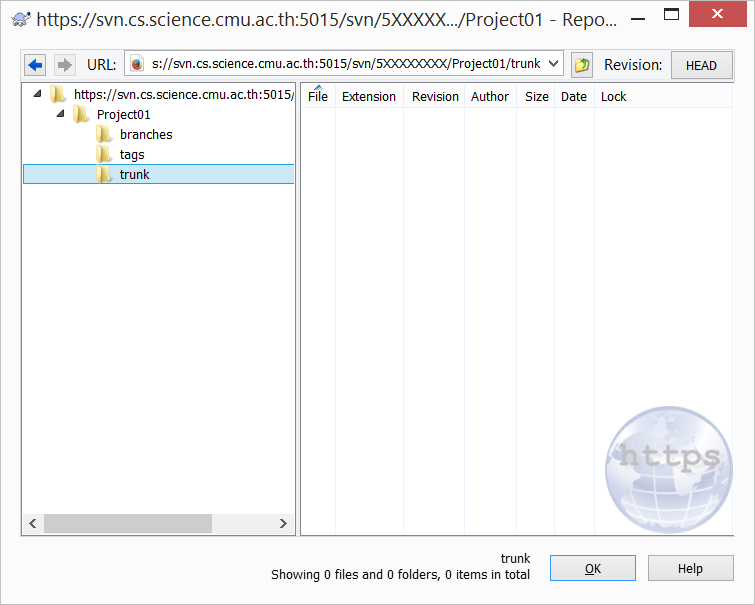 https://svn.cs.science.cmu.ac.th:5015/svn/5XXXXX.../Project01 - Repo...
URL: s://svn.cs.science.cmu.ac.th:5015/svn/5XXXXXXXX/Project01/trunk Revision: HEAD
https://svn.cs.science.cmu.ac.th:5015/
Project01
branches
tags
trunk
File Extension Revision Author Size Date Lock
https
trunk
Showing 0 files and 0 folders, 0 items in total
OK Help